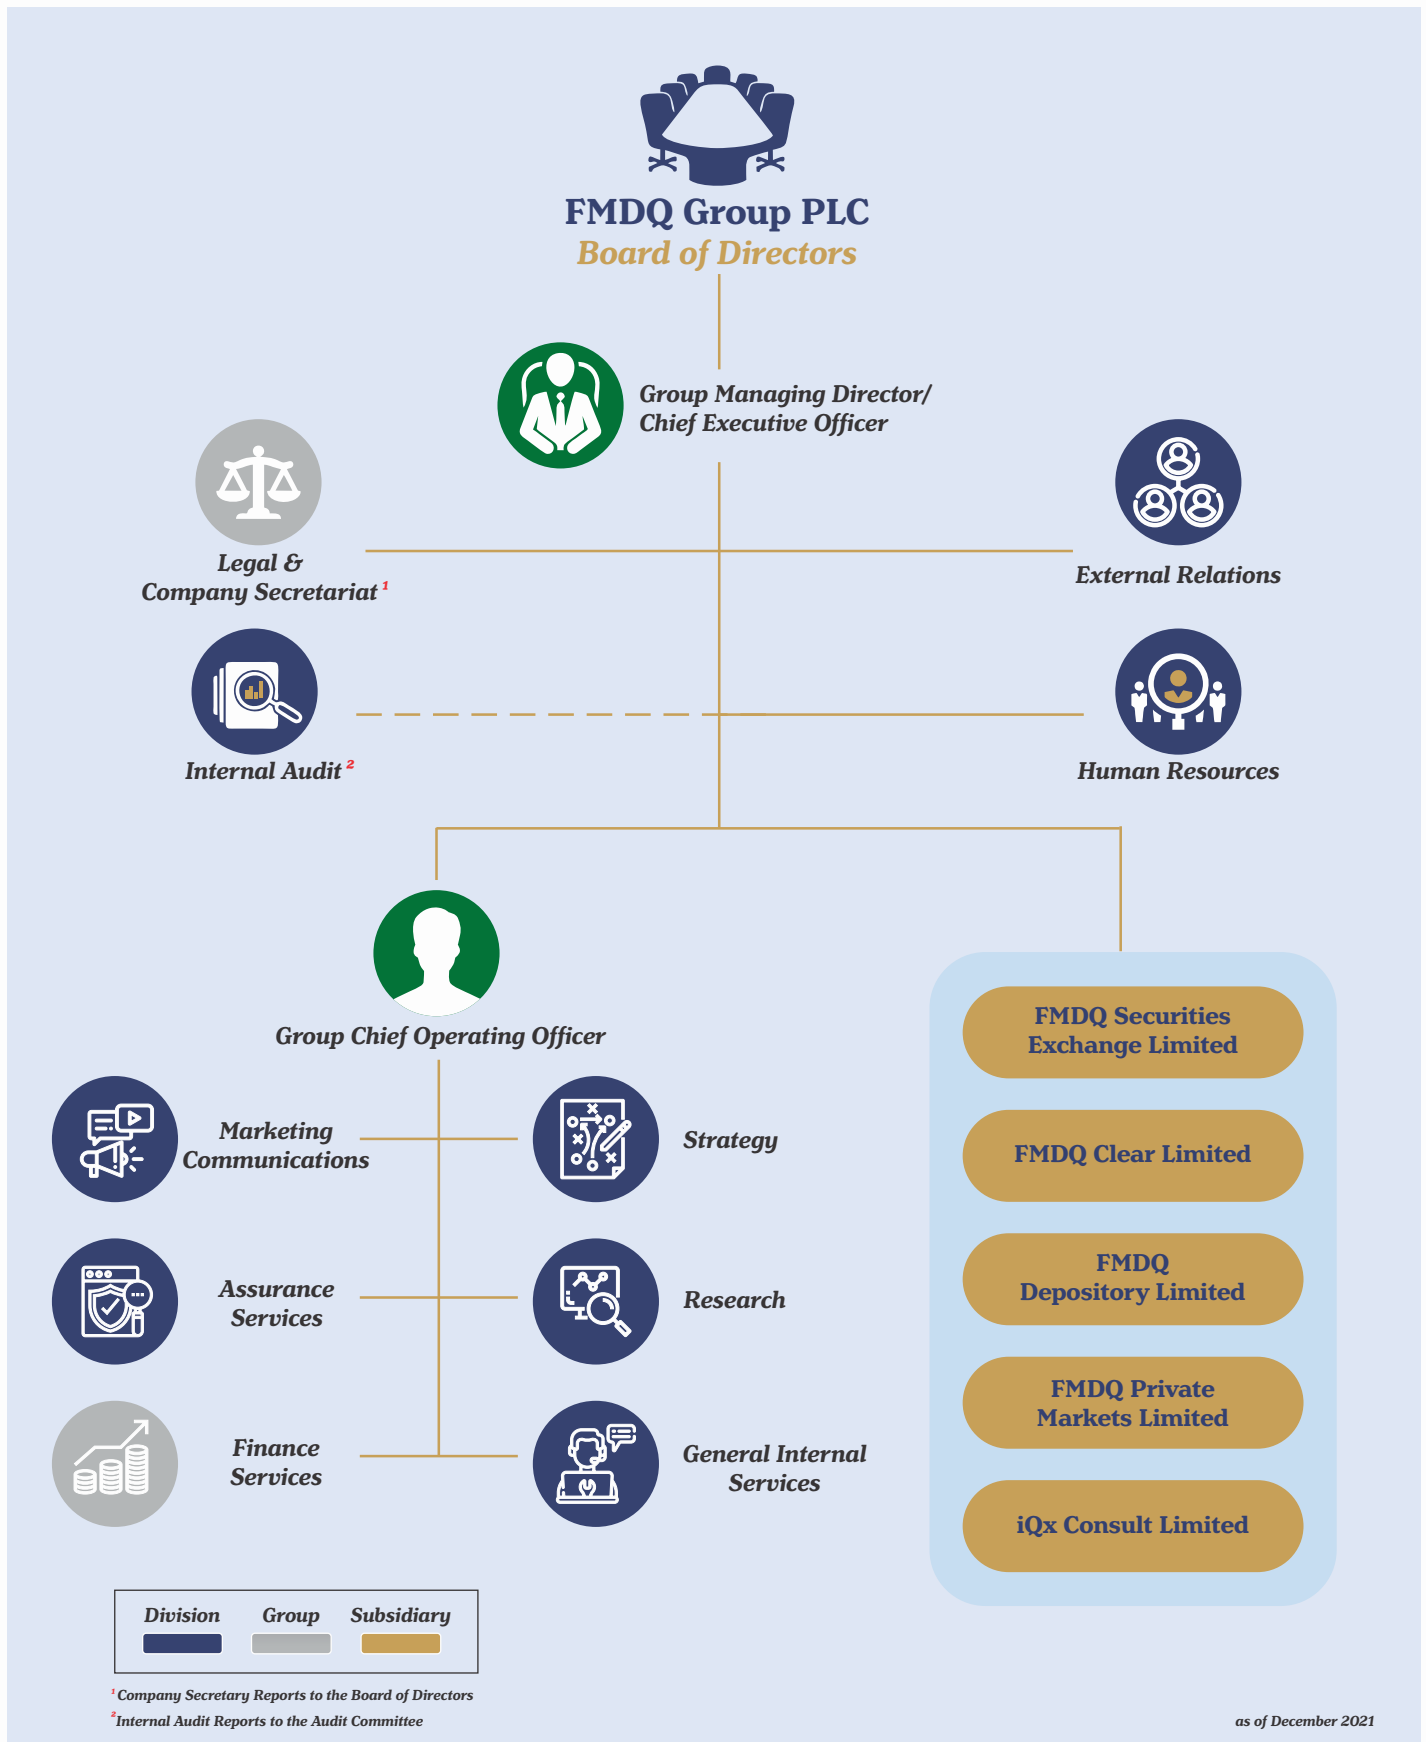 FMDQ Group PLC
Board of Directors
Group Managing Director/
Chief Executive Officer
Legal &
Company Secretariat ¹
External Relations
Internal Audit ²
Human Resources
Group Chief Operating Officer
Marketing
Communications
Strategy
Assurance
Services
Research
Finance
Services
General Internal
Services
FMDQ Securities
Exchange Limited
FMDQ Clear Limited
FMDQ
Depository Limited
FMDQ Private
Markets Limited
iQx Consult Limited
Division Group Subsidiary
¹ Company Secretary Reports to the Board of Directors
² Internal Audit Reports to the Audit Committee
as of December 2021